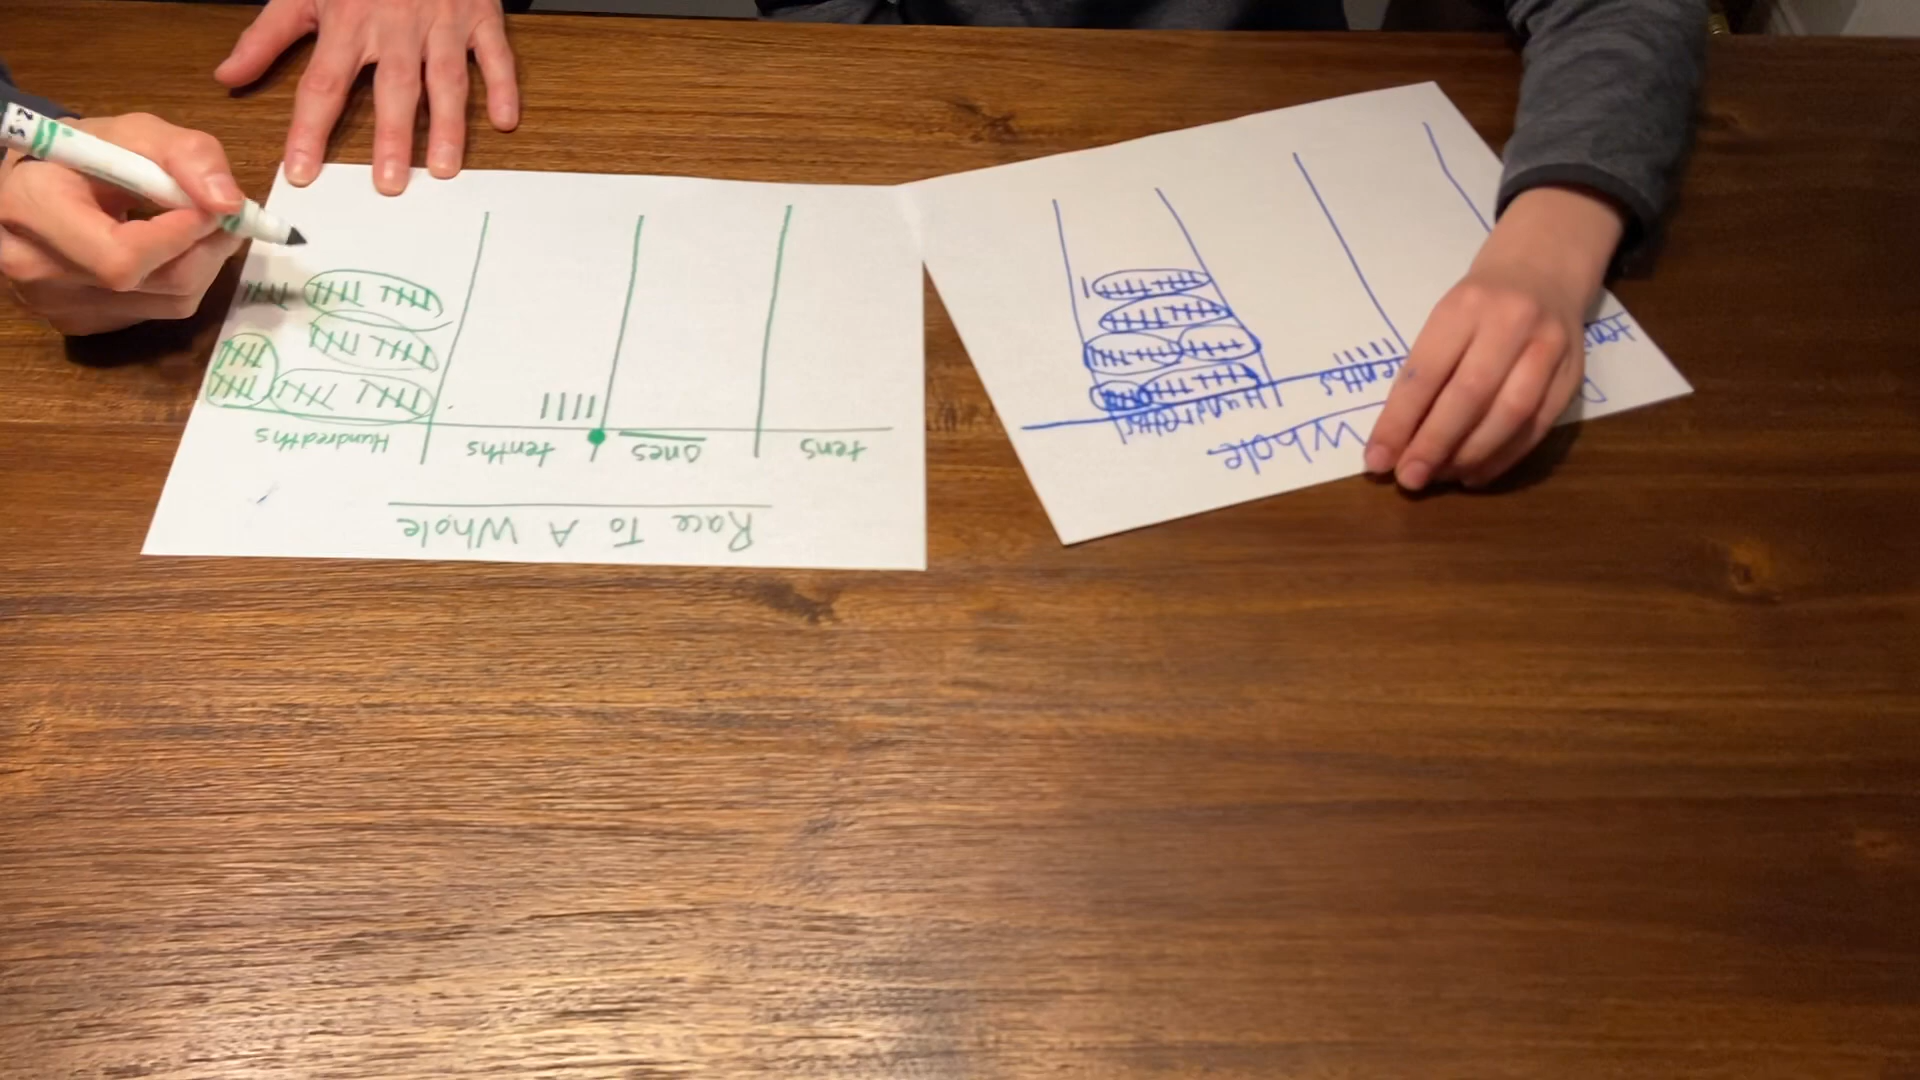 Race To A Whole
tens ones tenths Hundredths
Whole
tenths Hundredths